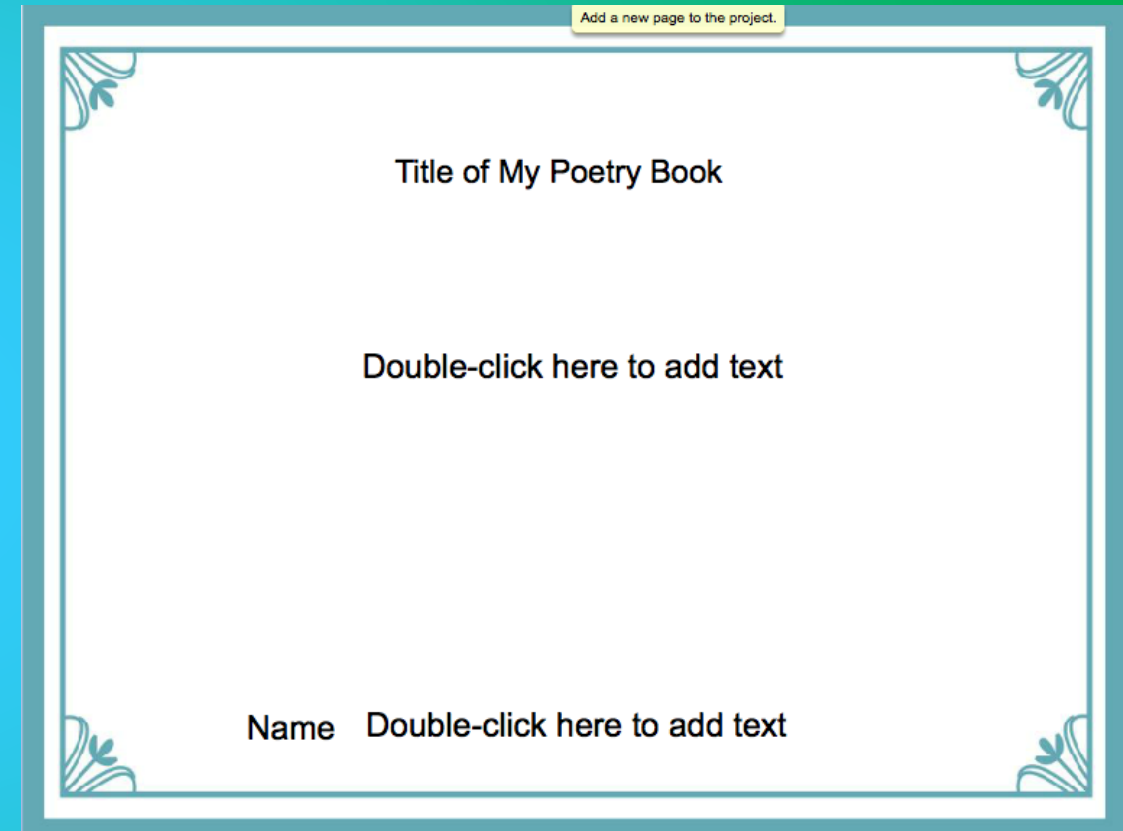 Add a new page to the project.
Title of My Poetry Book
Double-click here to add text
Name Double-click here to add text